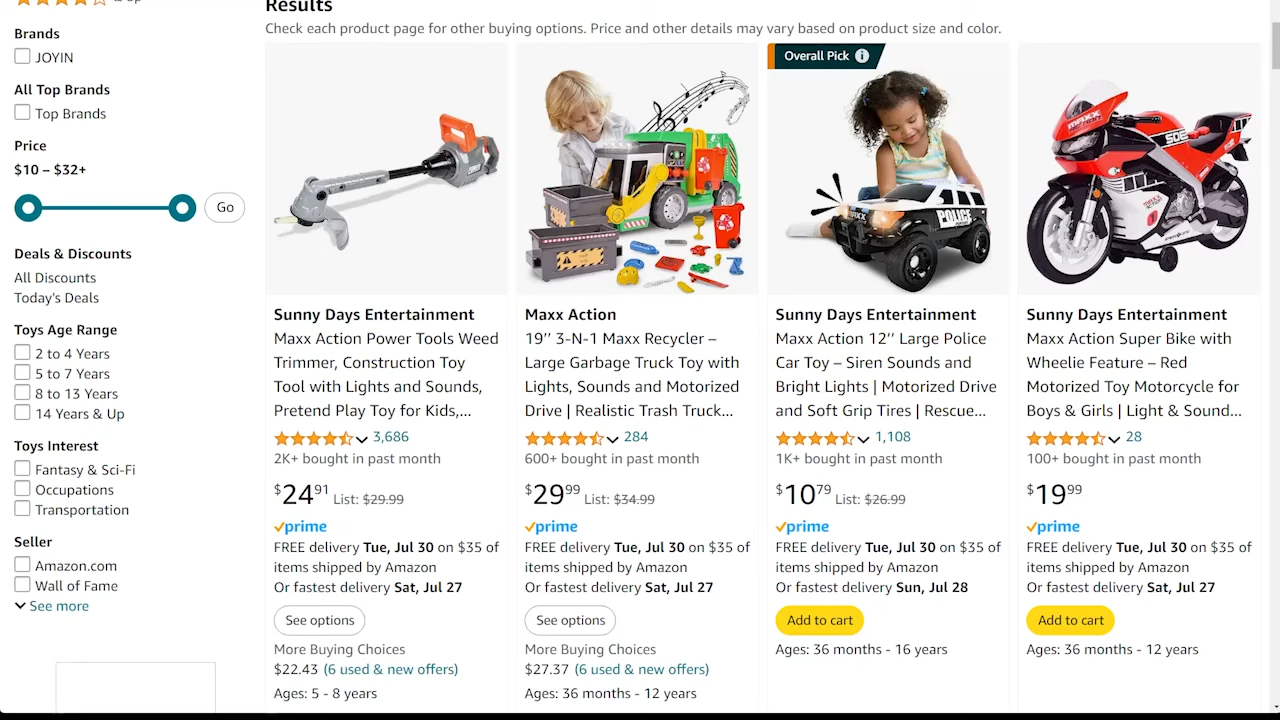 & Up
Results
Check each product page for other buying options. Price and other details may vary based on product size and color.
Brands
JOYIN
All Top Brands
Top Brands
Price
$10 – $32+
Go
Deals & Discounts
All Discounts
Today's Deals
Toys Age Range
2 to 4 Years
5 to 7 Years
8 to 13 Years
14 Years & Up
Toys Interest
Fantasy & Sci-Fi
Occupations
Transportation
Seller
Amazon.com
Wall of Fame
See more
Sunny Days Entertainment
Maxx Action Power Tools Weed
Trimmer, Construction Toy
Tool with Lights and Sounds,
Pretend Play Toy for Kids,...
3,686
2K+ bought in past month
$24 91 List: $29.99
prime
FREE delivery Tue, Jul 30 on $35 of
items shipped by Amazon
Or fastest delivery Sat, Jul 27
See options
More Buying Choices
$22.43 (6 used & new offers)
Ages: 5 - 8 years
Maxx Action
19’’ 3-N-1 Maxx Recycler –
Large Garbage Truck Toy with
Lights, Sounds and Motorized
Drive | Realistic Trash Truck...
284
600+ bought in past month
$29 99 List: $34.99
prime
FREE delivery Tue, Jul 30 on $35 of
items shipped by Amazon
Or fastest delivery Sat, Jul 27
See options
More Buying Choices
$27.37 (6 used & new offers)
Ages: 36 months - 12 years
Overall Pick
MAXX
POLICE
Sunny Days Entertainment
Maxx Action 12’’ Large Police
Car Toy – Siren Sounds and
Bright Lights | Motorized Drive
and Soft Grip Tires | Rescue...
1,108
1K+ bought in past month
$10 79 List: $26.99
prime
FREE delivery Tue, Jul 30 on $35 of
items shipped by Amazon
Or fastest delivery Sun, Jul 28
Add to cart
Ages: 36 months - 16 years
MAXX
Sunny Days Entertainment
Maxx Action Super Bike with
Wheelie Feature – Red
Motorized Toy Motorcycle for
Boys & Girls | Light & Sound...
28
100+ bought in past month
$19 99
prime
FREE delivery Tue, Jul 30 on $35 of
items shipped by Amazon
Or fastest delivery Sat, Jul 27
Add to cart
Ages: 36 months - 12 years